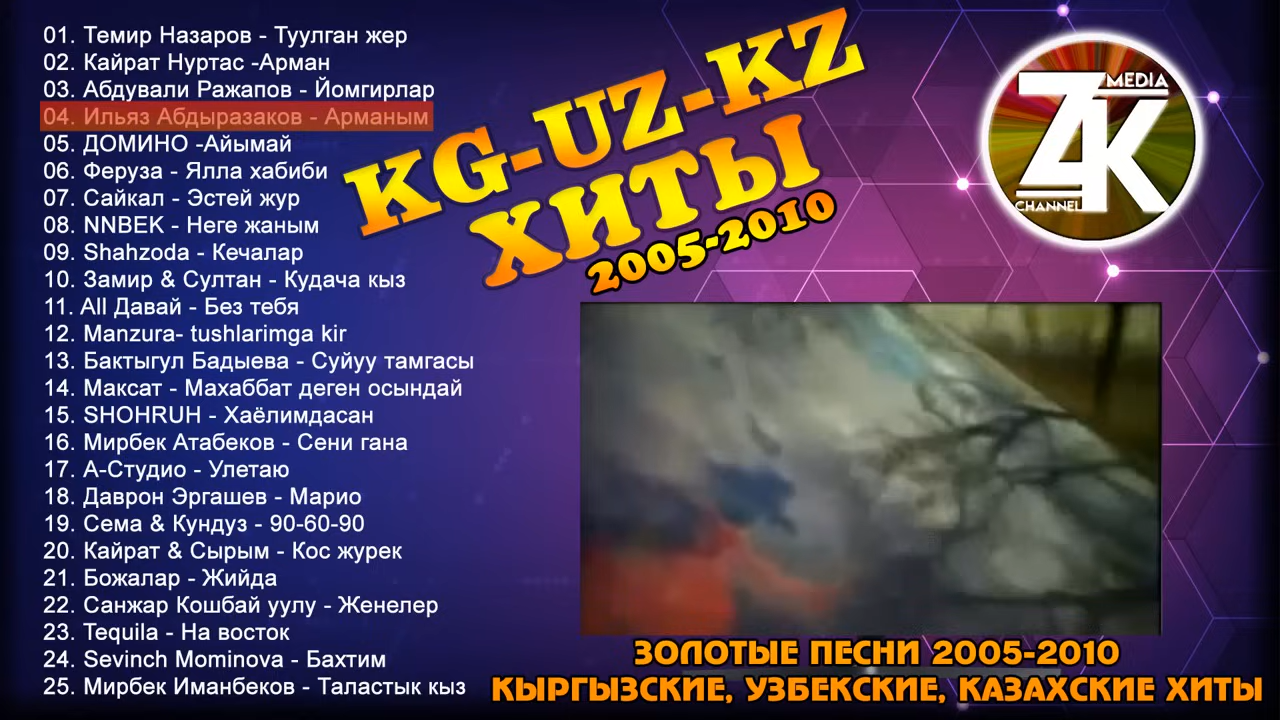 01. Темир Назаров - Туулган жер
02. Кайрат Нуртас -Арман
03. Абдували Ражапов - Йомгирлар
04. Ильяз Абдыразаков - Арманым
05. ДОМИНО -Айымай
06. Феруза - Ялла хабиби
07. Сайкал - Эстей жур
08. NNBEK - Неге жаным
09. Shahzoda - Кечалар
10. Замир & Султан - Кудача кыз
11. All Давай - Без тебя
12. Manzura- tushlarimga kir
13. Бактыгул Бадыева - Суйуу тамгасы
14. Максат - Махаббат деген осындай
15. SHOHRUH - Хаёлимдасан
16. Мирбек Атабеков - Сени гана
17. А-Студио - Улетаю
18. Даврон Эргашев - Марио
19. Сема & Кундуз - 90-60-90
20. Кайрат & Сырым - Кос журек
21. Божалар - Жийда
22. Санжар Кошбай уулу - Женелер
23. Tequila - На восток
24. Sevinch Mominova - Бахтим
25. Мирбек Иманбеков - Таластык кыз
KG-UZ-KZ
ХИТЫ
2005-2010
ZK
MEDIA
CHANNEL
ЗОЛОТЫЕ ПЕСНИ 2005-2010
КЫРГЫЗСКИЕ, УЗБЕКСКИЕ, КАЗАХСКИЕ ХИТЫ